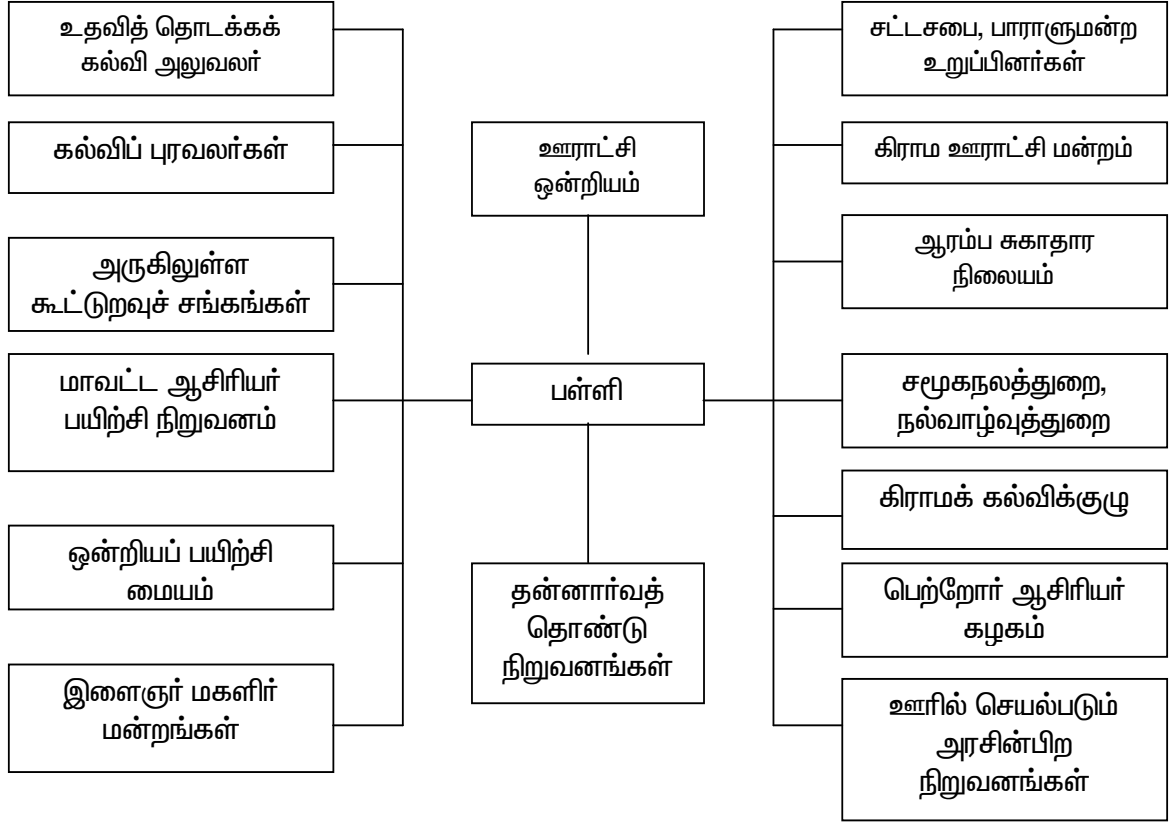 உதவித் தொடக்கக்
கல்வி அலுவலர்
கல்விப் புரவலர்கள்
அருகிலுள்ள
கூட்டுறவுச் சங்கங்கள்
மாவட்ட ஆசிரியர்
பயிற்சி நிறுவனம்
ஒன்றியப் பயிற்சி
மையம்
இளைஞர் மகளிர்
மன்றங்கள்
ஊராட்சி
ஒன்றியம்
பள்ளி
தன்னார்வத்
தொண்டு
நிறுவனங்கள்
சட்டசபை, பாராளுமன்ற
உறுப்பினர்கள்
கிராம ஊராட்சி மன்றம்
ஆரம்ப சுகாதார
நிலையம்
சமூகநலத்துறை,
நல்வாழ்வுத்துறை
கிராமக் கல்விக்குழு
பெற்றோர் ஆசிரியர்
கழகம்
ஊரில் செயல்படும்
அரசின்பிற
நிறுவனங்கள்